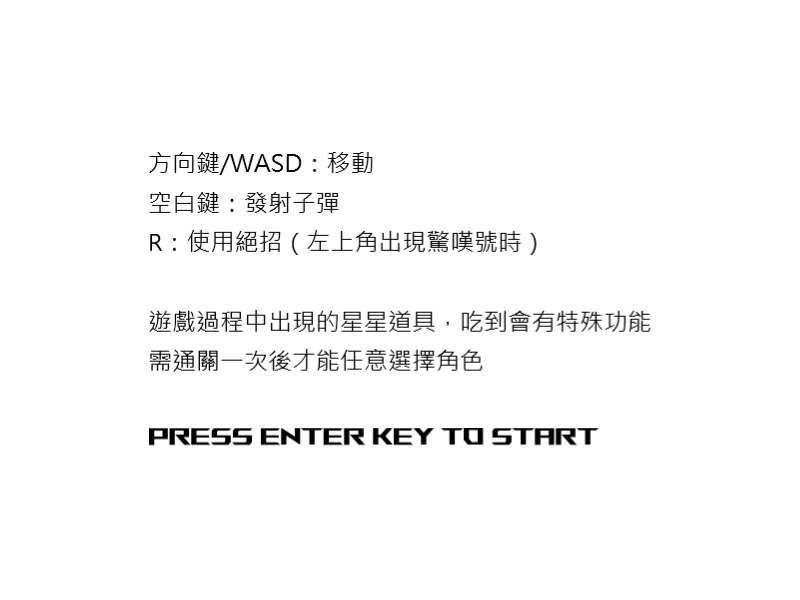 方向鍵/WASD：移動
空白鍵：發射子彈
R：使用絕招（左上角出現驚嘆號時）
遊戲過程中出現的星星道具，吃到會有特殊功能
需通關一次後才能任意選擇角色
PRESS ENTER KEY TO START